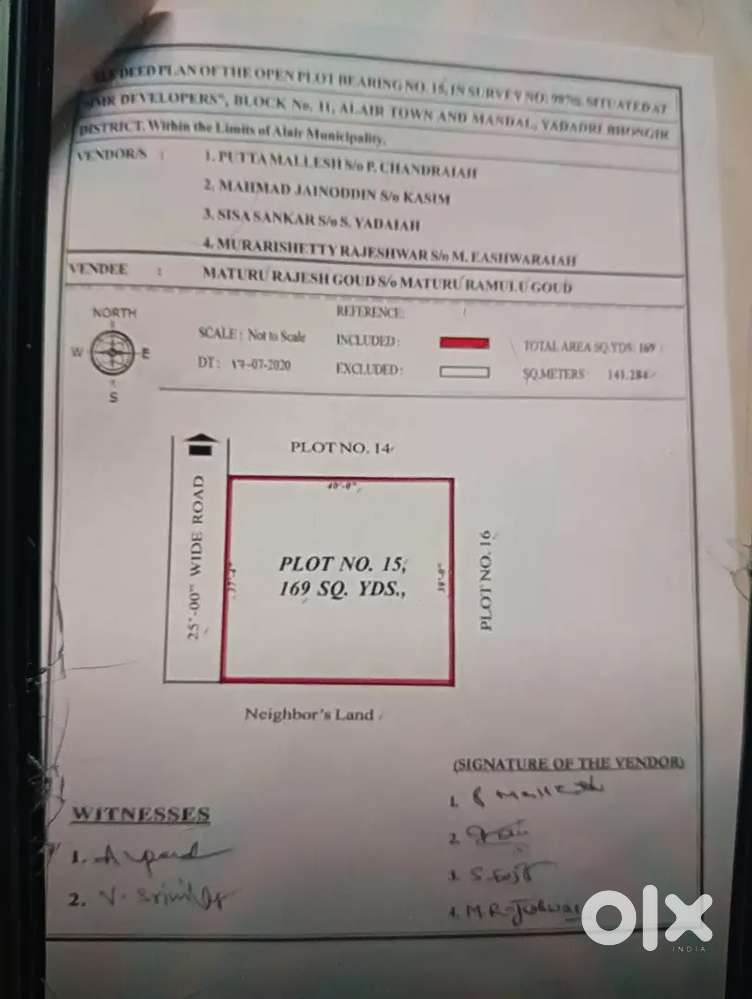 DEED PLAN OF THE OPEN PLOT BEARING NO. 15, IN SURVEY NO. SITUATED AT
DEVELOPERS", BLOCK No, 11, ALAIR TOWN AND MANDAL, YADADRI BHONGIR
DISTRICT. Within the Limits of Alair Municipality.
VENDOR/S : 1. PUTTA MALLESH S/o P. CHANDRAIAH
2. MAHMAD JAINODDIN S/o KASIM
3. SISA SANKAR S/o S. YADAIAH
4. MURARISHETTY RAJESHWAR S/o M. EASHWARAIAH
VENDEE : MATURU RAJESH GOUD S/o MATURU RAMULU GOUD
NORTH
W E
S
REFERENCE:
SCALE : Not to Scale INCLUDED : TOTAL AREA SQ.YDS: 169
DT : 17-07-2020 EXCLUDED : SQ.METERS 141.284
PLOT NO. 14
25'-00" WIDE ROAD
40'-0"
PLOT NO. 15,
169 SQ. YDS.,
PLOT NO. 16
Neighbor's Land
(SIGNATURE OF THE VENDOR)
WITNESSES
1.
2.
1.
2.
3.
4.
olx
INDIA